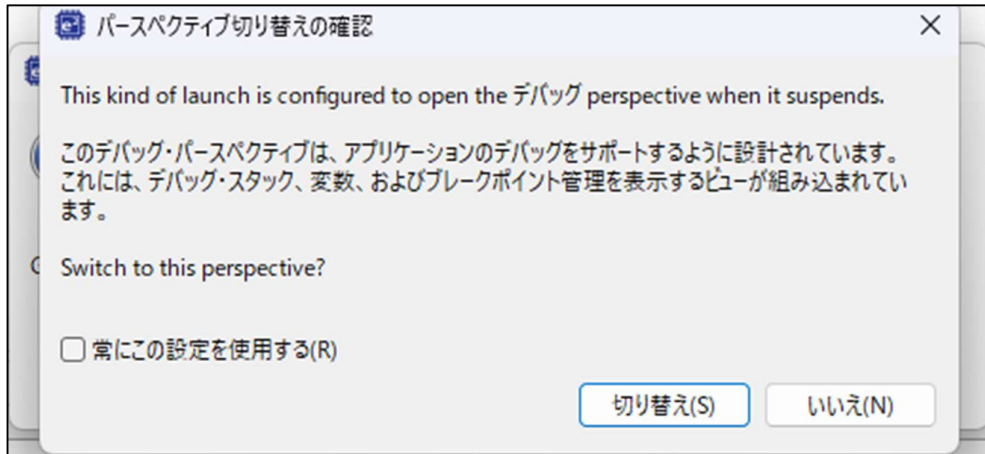 パースペクティブ切り替えの確認
This kind of launch is configured to open the デバッグ perspective when it suspends.
このデバッグ・パースペクティブは、アプリケーションのデバッグをサポートするように設計されています。
これには、デバッグ・スタック、変数、およびブレークポイント管理を表示するビューが組み込まれてい
ます。
Switch to this perspective?
常にこの設定を使用する(R)
切り替え(S)
いいえ(N)